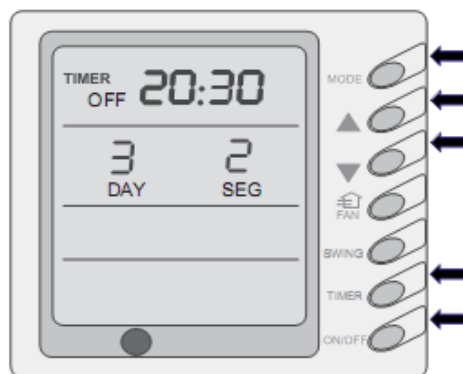 TIMER
OFF 20:30
MODE
3 2
DAY SEG
FAN
SWING
TIMER
ON/OFF